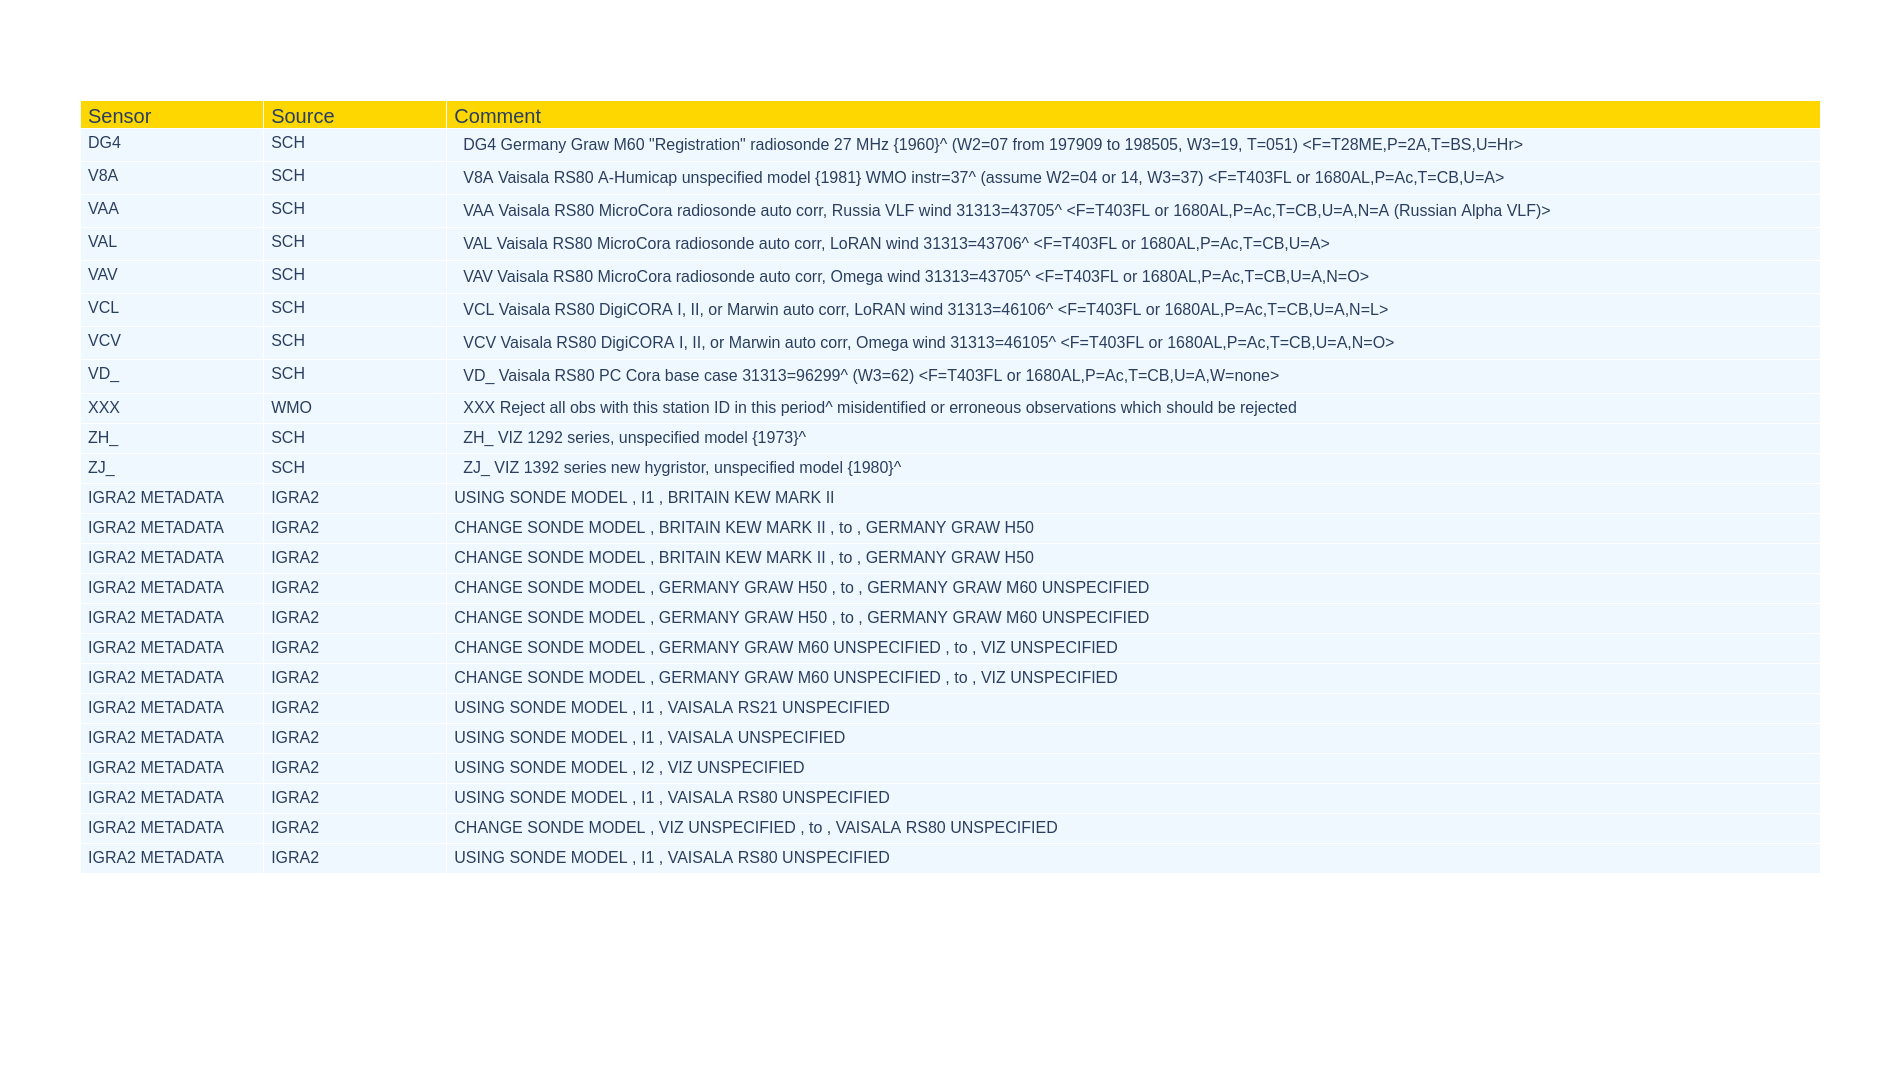 Sensor Source Comment
DG4 SCH DG4 Germany Graw M60 "Registration" radiosonde 27 MHz {1960}^ (W2=07 from 197909 to 198505, W3=19, T=051) <F=T28ME,P=2A,T=BS,U=Hr>
V8A SCH V8A Vaisala RS80 A-Humicap unspecified model {1981} WMO instr=37^ (assume W2=04 or 14, W3=37) <F=T403FL or 1680AL,P=Ac,T=CB,U=A>
VAA SCH VAA Vaisala RS80 MicroCora radiosonde auto corr, Russia VLF wind 31313=43705^ <F=T403FL or 1680AL,P=Ac,T=CB,U=A,N=A (Russian Alpha VLF)>
VAL SCH VAL Vaisala RS80 MicroCora radiosonde auto corr, LoRAN wind 31313=43706^ <F=T403FL or 1680AL,P=Ac,T=CB,U=A>
VAV SCH VAV Vaisala RS80 MicroCora radiosonde auto corr, Omega wind 31313=43705^ <F=T403FL or 1680AL,P=Ac,T=CB,U=A,N=O>
VCL SCH VCL Vaisala RS80 DigiCORA I, II, or Marwin auto corr, LoRAN wind 31313=46106^ <F=T403FL or 1680AL,P=Ac,T=CB,U=A,N=L>
VCV SCH VCV Vaisala RS80 DigiCORA I, II, or Marwin auto corr, Omega wind 31313=46105^ <F=T403FL or 1680AL,P=Ac,T=CB,U=A,N=O>
VD_ SCH VD_ Vaisala RS80 PC Cora base case 31313=96299^ (W3=62) <F=T403FL or 1680AL,P=Ac,T=CB,U=A,W=none>
XXX WMO XXX Reject all obs with this station ID in this period^ misidentified or erroneous observations which should be rejected
ZH_ SCH ZH_ VIZ 1292 series, unspecified model {1973}^
ZJ_ SCH ZJ_ VIZ 1392 series new hygristor, unspecified model {1980}^
IGRA2 METADATA IGRA2 USING SONDE MODEL , I1 , BRITAIN KEW MARK II
IGRA2 METADATA IGRA2 CHANGE SONDE MODEL , BRITAIN KEW MARK II , to , GERMANY GRAW H50
IGRA2 METADATA IGRA2 CHANGE SONDE MODEL , BRITAIN KEW MARK II , to , GERMANY GRAW H50
IGRA2 METADATA IGRA2 CHANGE SONDE MODEL , GERMANY GRAW H50 , to , GERMANY GRAW M60 UNSPECIFIED
IGRA2 METADATA IGRA2 CHANGE SONDE MODEL , GERMANY GRAW H50 , to , GERMANY GRAW M60 UNSPECIFIED
IGRA2 METADATA IGRA2 CHANGE SONDE MODEL , GERMANY GRAW M60 UNSPECIFIED , to , VIZ UNSPECIFIED
IGRA2 METADATA IGRA2 CHANGE SONDE MODEL , GERMANY GRAW M60 UNSPECIFIED , to , VIZ UNSPECIFIED
IGRA2 METADATA IGRA2 USING SONDE MODEL , I1 , VAISALA RS21 UNSPECIFIED
IGRA2 METADATA IGRA2 USING SONDE MODEL , I1 , VAISALA UNSPECIFIED
IGRA2 METADATA IGRA2 USING SONDE MODEL , I2 , VIZ UNSPECIFIED
IGRA2 METADATA IGRA2 USING SONDE MODEL , I1 , VAISALA RS80 UNSPECIFIED
IGRA2 METADATA IGRA2 CHANGE SONDE MODEL , VIZ UNSPECIFIED , to , VAISALA RS80 UNSPECIFIED
IGRA2 METADATA IGRA2 USING SONDE MODEL , I1 , VAISALA RS80 UNSPECIFIED